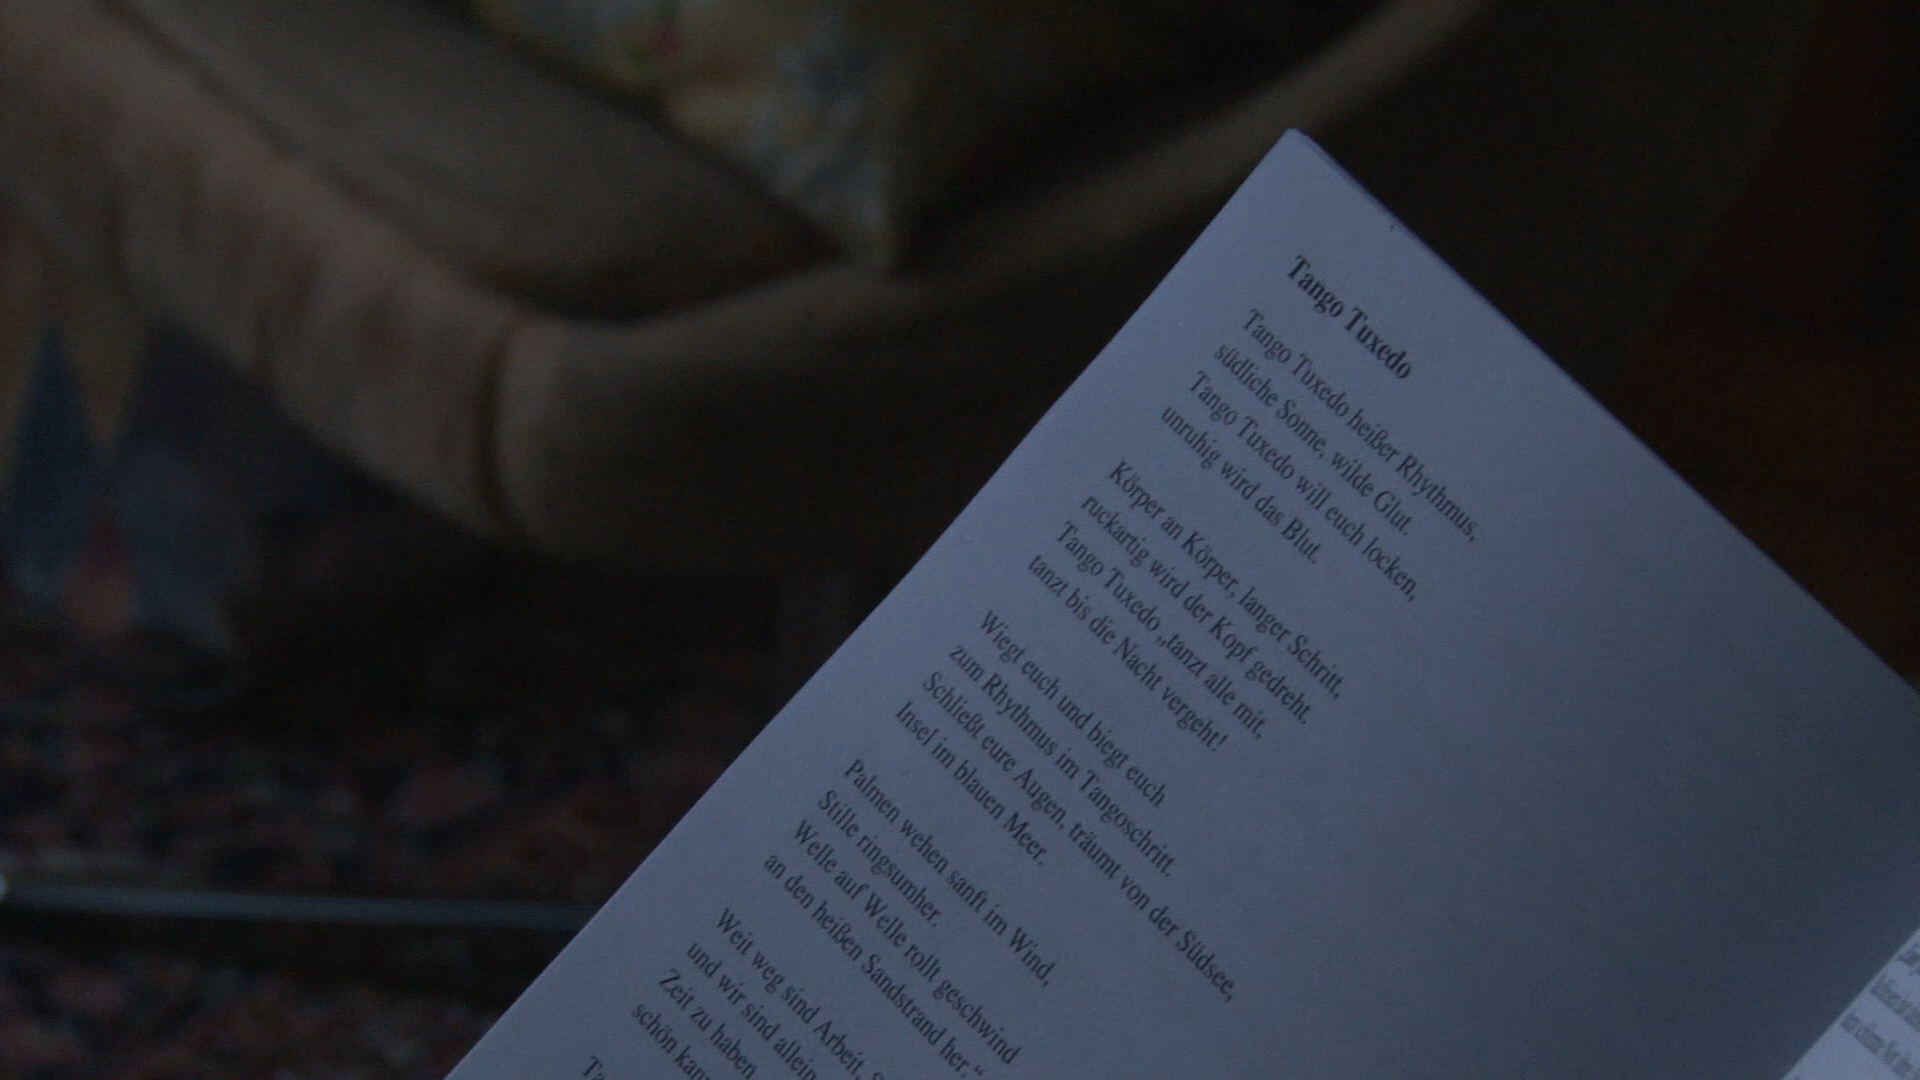 Tango Tuxedo
Tango Tuxedo heißer Rhythmus,
südliche Sonne, wilde Glut.
Tango Tuxedo will euch locken,
unruhig wird das Blut.
Körper an Körper, langer Schritt,
ruckartig wird der Kopf gedreht.
Tango Tuxedo „tanzt alle mit,
tanzt bis die Nacht vergeht!
Wiegt euch und biegt euch
zum Rhythmus im Tangoschritt.
Schließt eure Augen, träumt von der Südsee,
Insel im blauen Meer.
Palmen wehen sanft im Wind,
Stille ringsumher.
Welle auf Welle rollt geschwind
an den heißen Sandstrand her.“
Weit weg sind Arbeit,
und wir sind allein
Zeit zu haben
schön